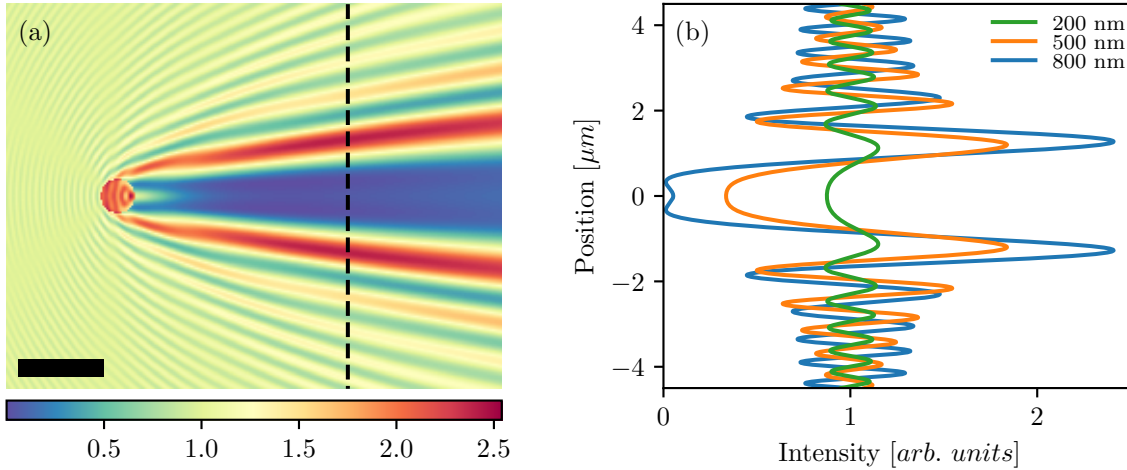 (a)
0.5 1.0 1.5 2.0 2.5
(b)
200 nm
500 nm
800 nm
4
2
0
−2
−4
Position [μm]
0 1 2
Intensity [arb. units]